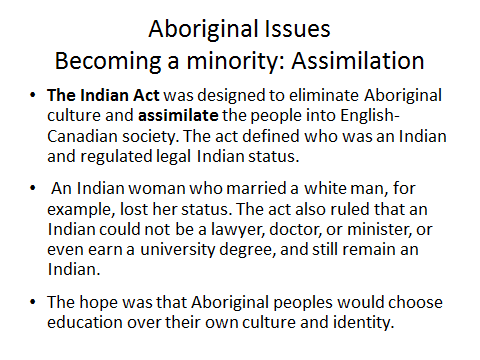 Aboriginal Issues
Becoming a minority: Assimilation
• The Indian Act was designed to eliminate Aboriginal
culture and assimilate the people into English-
Canadian society. The act defined who was an Indian
and regulated legal Indian status.
• An Indian woman who married a white man, for
example, lost her status. The act also ruled that an
Indian could not be a lawyer, doctor, or minister, or
even earn a university degree, and still remain an
Indian.
• The hope was that Aboriginal peoples would choose
education over their own culture and identity.